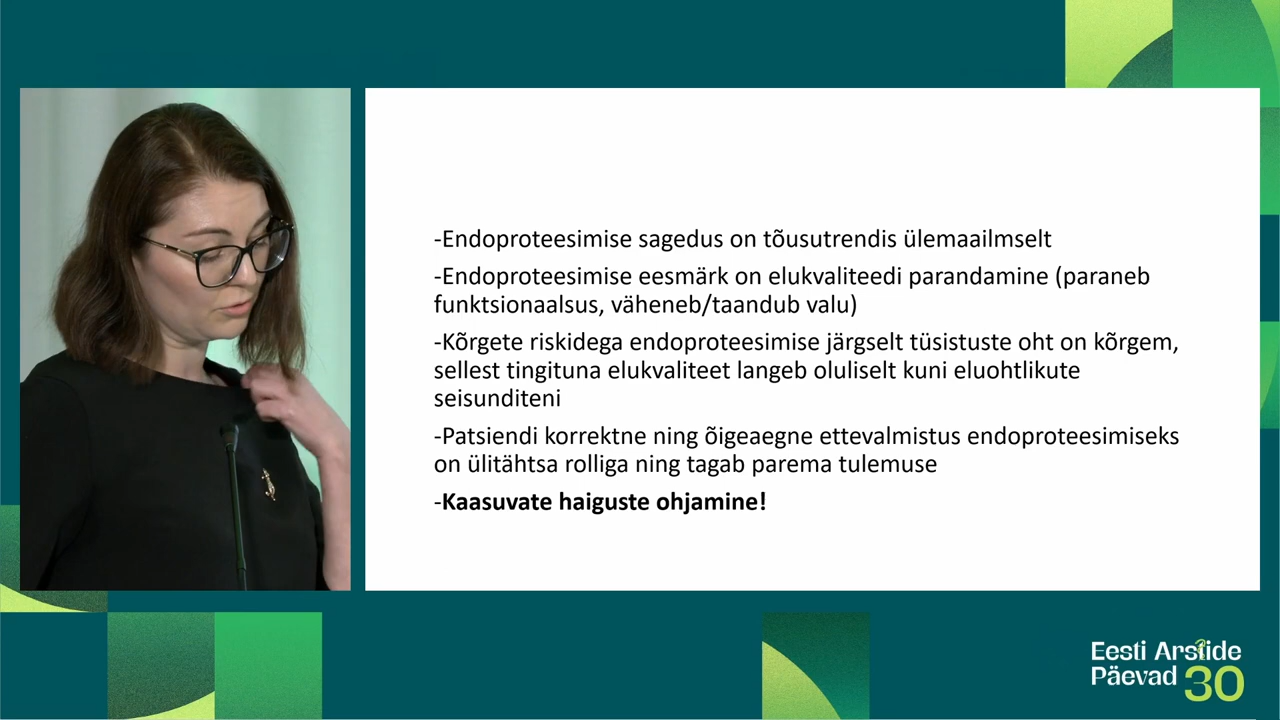 -Endoproteesimise sagedus on tõusutrendis ülemaailmselt
-Endoproteesimise eesmärk on elukvaliteedi parandamine (paraneb
funktsionaalsus, väheneb/taandub valu)
-Kõrgete riskidega endoproteesimise järgselt tüsistuste oht on kõrgem,
sellest tingituna elukvaliteet langeb oluliselt kuni eluohtlikute
seisunditeni
-Patsiendi korrektne ning õigeaegne ettevalmistus endoproteesimiseks
on ülitähtsa rolliga ning tagab parema tulemuse
-Kaasuvate haiguste ohjamine!
Eesti Arstide
Päevad 30